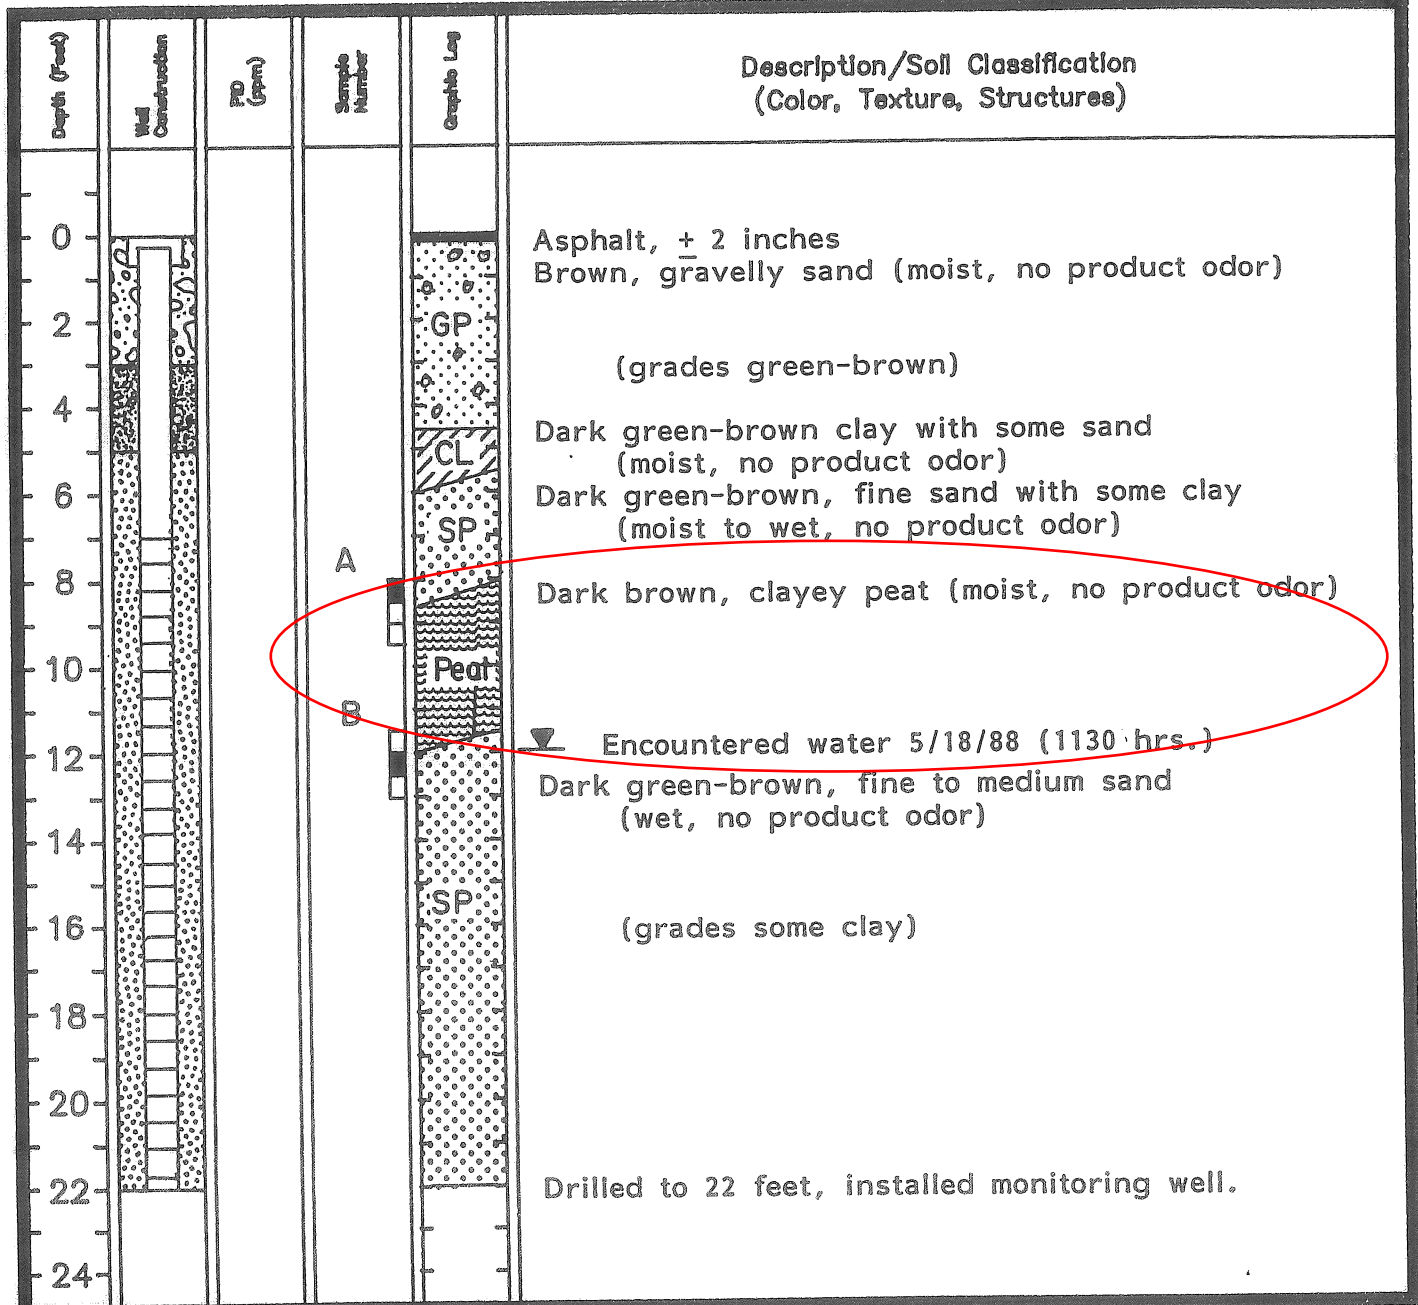 Depth (Feet)
Well
Construction
PID
(ppm)
Sample
Number
Graphic Log
Description/Soil Classification
(Color, Texture, Structures)
0
Asphalt, ± 2 inches
Brown, gravelly sand (moist, no product odor)
2
GP
(grades green-brown)
4
Dark green-brown clay with some sand
CL
(moist, no product odor)
6
Dark green-brown, fine sand with some clay
SP
(moist to wet, no product odor)
A
8
Dark brown, clayey peat (moist, no product odor)
10
Peat
B
12
Encountered water 5/18/88 (1130 hrs.)
Dark green-brown, fine to medium sand
(wet, no product odor)
14
SP
16
(grades some clay)
18
20
22
Drilled to 22 feet, installed monitoring well.
24